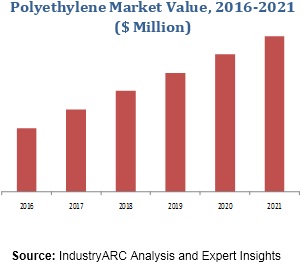 Polyethylene Market Value, 2016-2021
($ Million)
2016 2017 2018 2019 2020 2021
Source: IndustryARC Analysis and Expert Insights